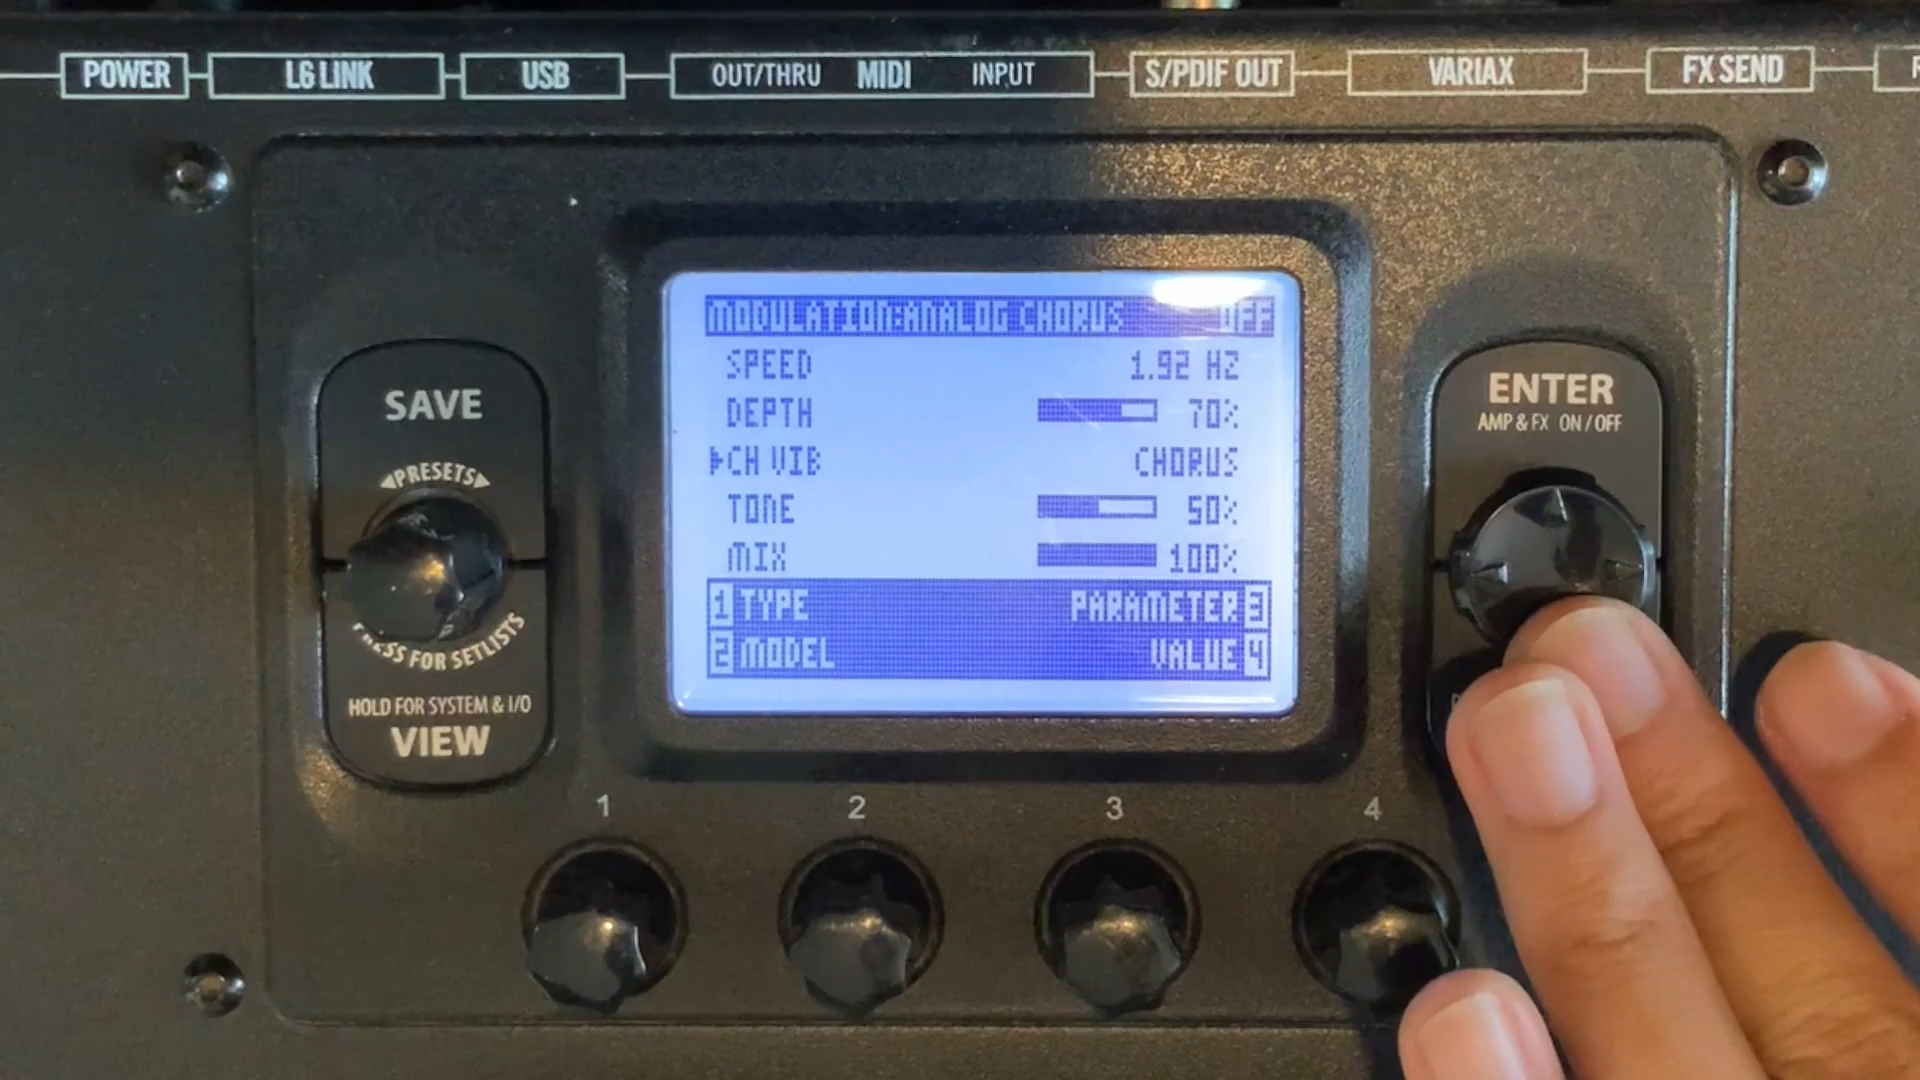 POWER L6 LINK USB OUT/THRU MIDI INPUT S/PDIF OUT VARIAX FX SEND
SAVE
PRESETS
PRESS FOR SETLISTS
HOLD FOR SYSTEM & I/O
VIEW
MODULATION:ANALOG CHORUS OFF
SPEED 1.92 HZ
DEPTH 70%
CH VIB CHORUS
TONE 50%
MIX 100%
1 TYPE PARAMETER 3
2 MODEL VALUE 4
ENTER
AMP & FX ON / OFF
1 2 3 4